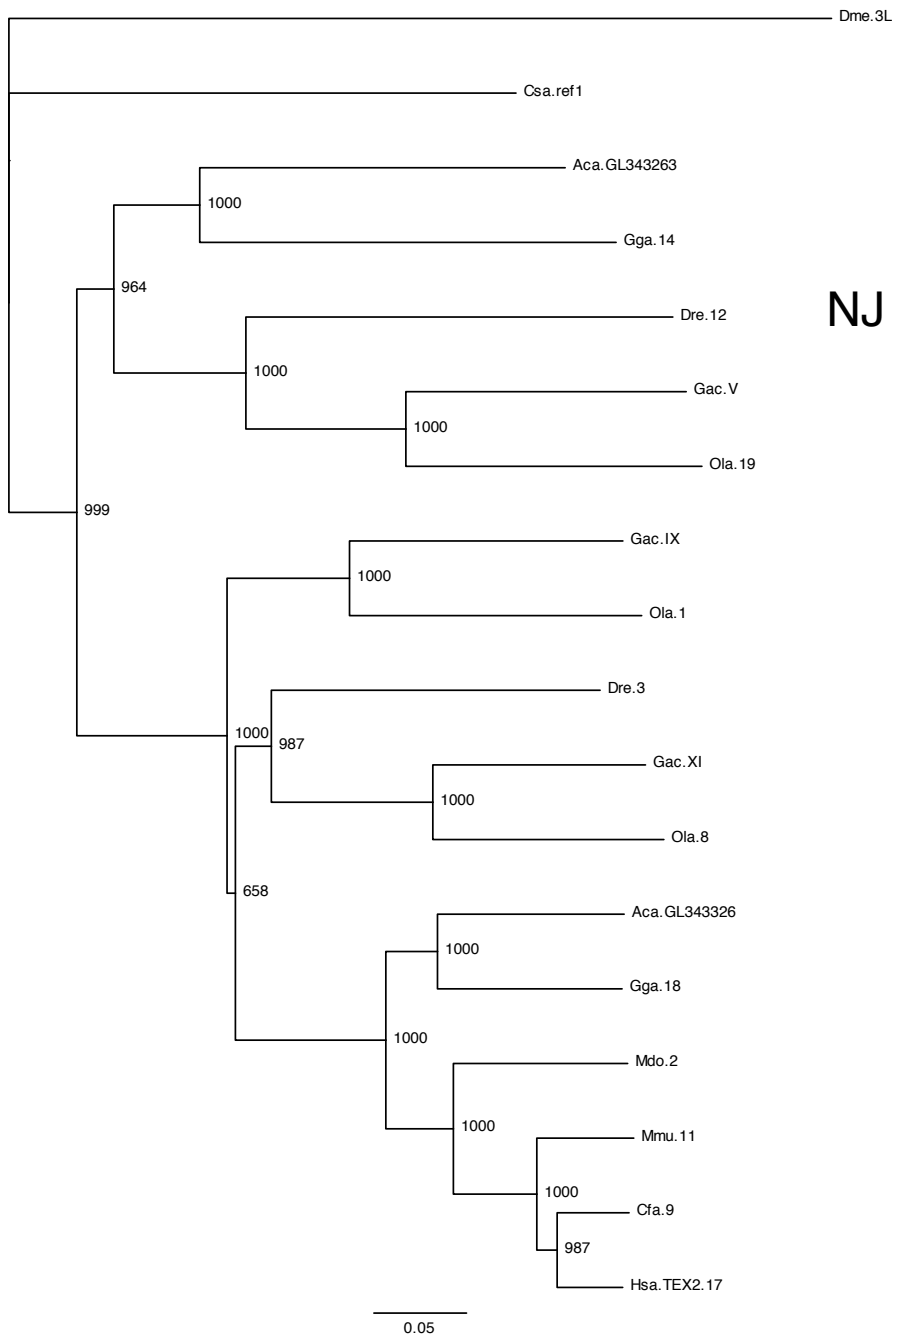 Dme.3L
Csa.ref1
Aca.GL343263
1000
Gga.14
964
NJ
Dre.12
1000
Gac.V
1000
Ola.19
999
Gac.IX
1000
Ola.1
Dre.3
1000
987
Gac.XI
1000
Ola.8
658
Aca.GL343326
1000
Gga.18
1000
Mdo.2
1000
Mmu.11
1000
Cfa.9
987
Hsa.TEX2.17
0.05